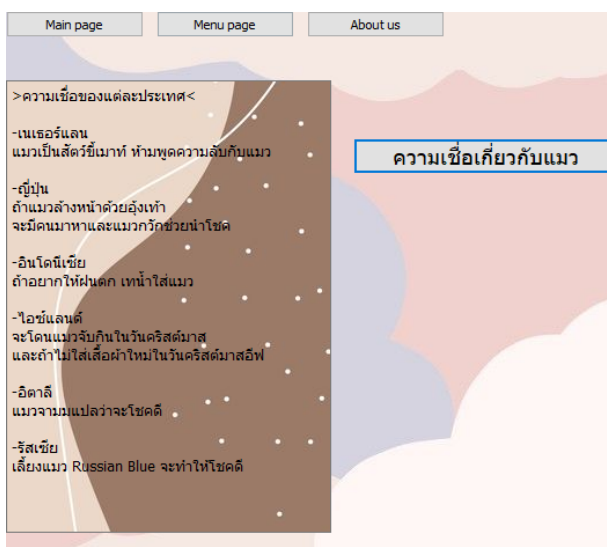 Main page
Menu page
About us
>ความเชื่อของแต่ละประเทศ<
ความเชื่อเกี่ยวกับแมว
-เนเธอร์แลน
แมวเป็นสัตว์ขี้เมาท์ ห้ามพูดความลับกับแมว
-ญี่ปุ่น
ถ้าแมวล้างหน้าด้วยอุ้งเท้า
จะมีคนมาหาและแมวกวักช่วยนำโชค
-อินโดนีเซีย
ถ้าอยากให้ฝนตก เทน้ำใส่แมว
-ไอซ์แลนด์
จะโดนแมวจับกินในวันคริสต์มาส
และถ้าไม่ใส่เสื้อผ้าใหม่ในวันคริสต์มาสอีฟ
-อิตาลี
แมวจามมแปลว่าจะโชคดี
-รัสเซีย
เลี้ยงแมว Russian Blue จะทำให้โชคดี